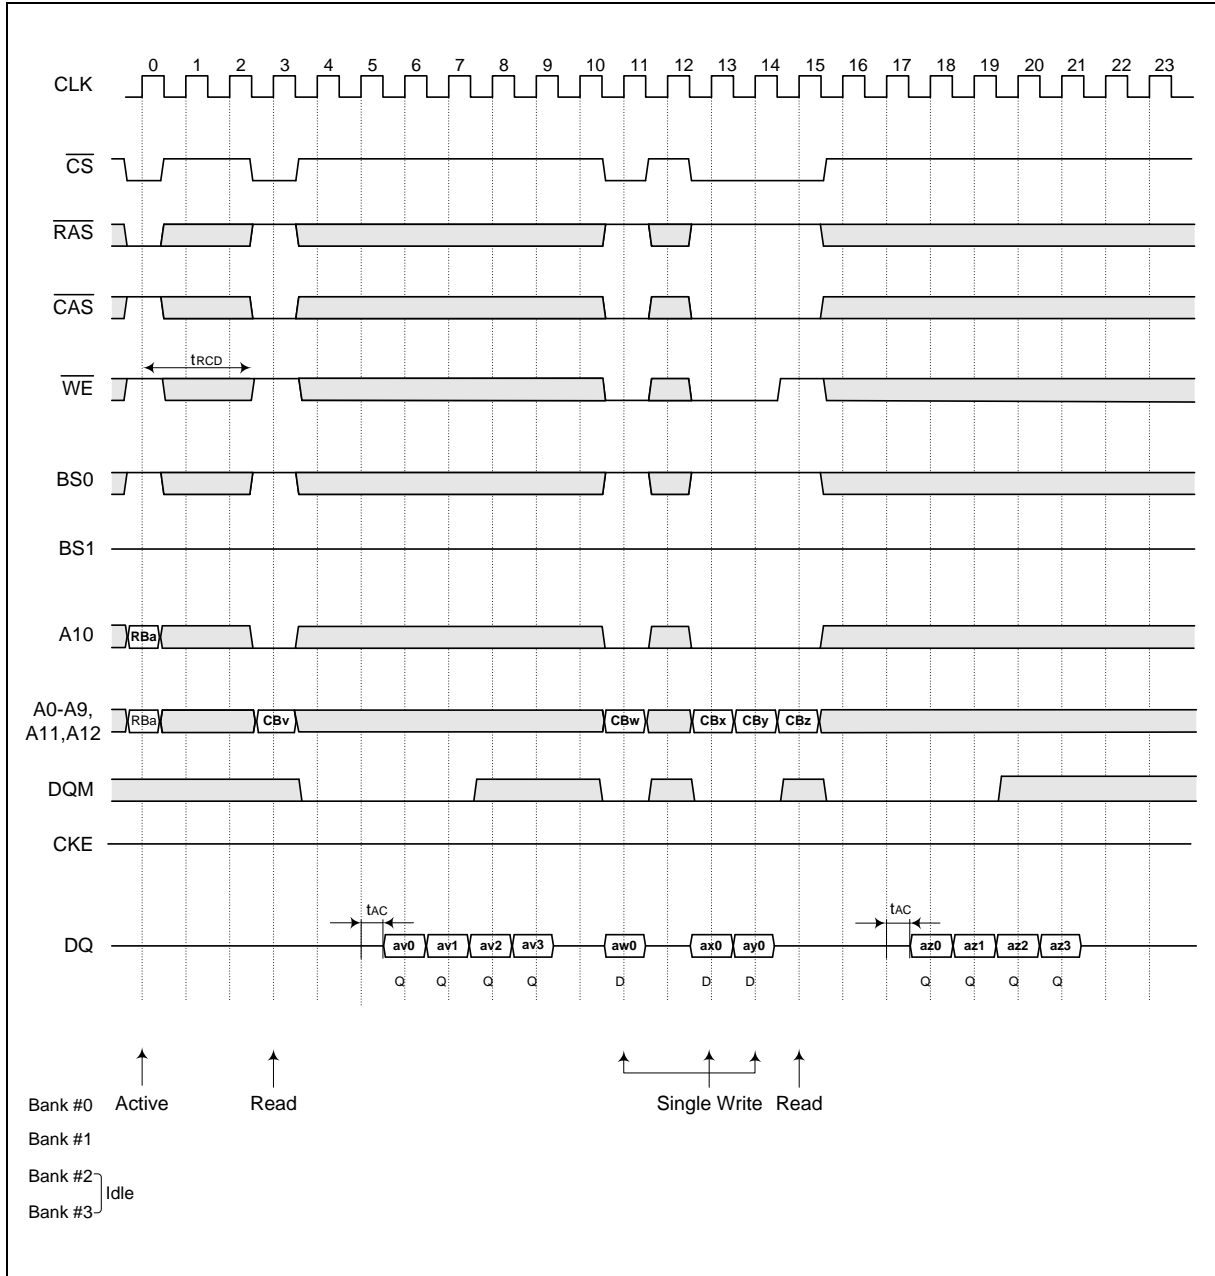 0 1 2 3 4 5 6 7 8 9 10 11 12 13 14 15 16 17 18 19 20 21 22 23
CLK
CS
RAS
CAS
tRCD
WE
BS0
BS1
A10 RBa
A0-A9,
A11,A12
RBa CBv CBw CBx CBy CBz
DQM
CKE
tAC tAC
DQ av0 av1 av2 av3 aw0 ax0 ay0 az0 az1 az2 az3
Q Q Q Q D D D Q Q Q Q
Bank #0 Active Read Single Write Read
Bank #1
Bank #2
Idle
Bank #3